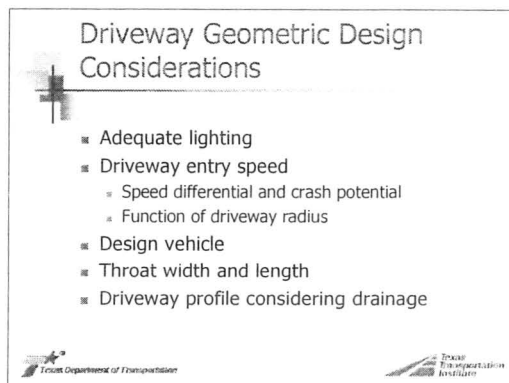 Driveway Geometric Design
Considerations
Adequate lighting
Driveway entry speed
Speed differential and crash potential
Function of driveway radius
Design vehicle
Throat width and length
Driveway profile considering drainage
Texas Department of Transportation
Texas
Transportation
Institute